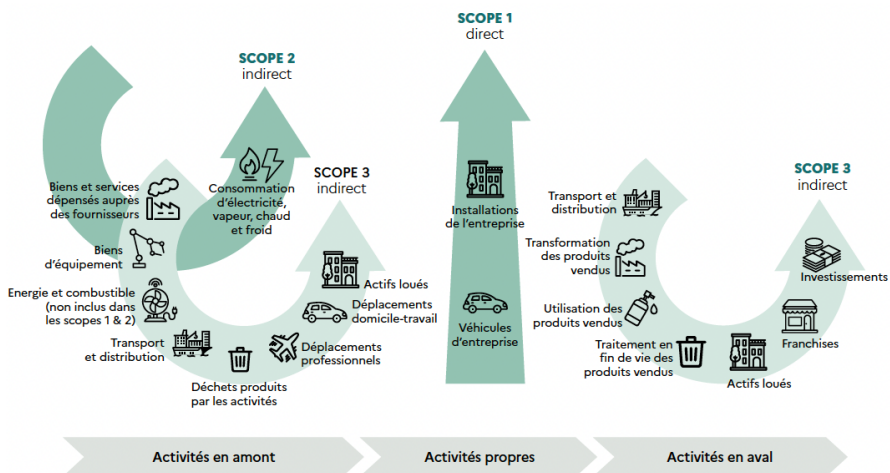 SCOPE 2
indirect
Biens et services
dépensés auprès
des fournisseurs
Consommation
d'électricité,
vapeur, chaud
et froid
SCOPE 3
indirect
Biens
d'équipement
Energie et combustible
(non inclus dans
les scopes 1 & 2)
Transport
et distribution
Déchets produits
par les activités
Déplacements
professionnels
Déplacements
domicile-travail
Actifs loués
SCOPE 1
direct
Installations
de l'entreprise
Véhicules
d'entreprise
SCOPE 3
indirect
Transport et
distribution
Transformation
des produits
vendus
Utilisation des
produits vendus
Traitement en
fin de vie des
produits vendus
Actifs loués
Franchises
Investissements
Activités en amont
Activités propres
Activités en aval